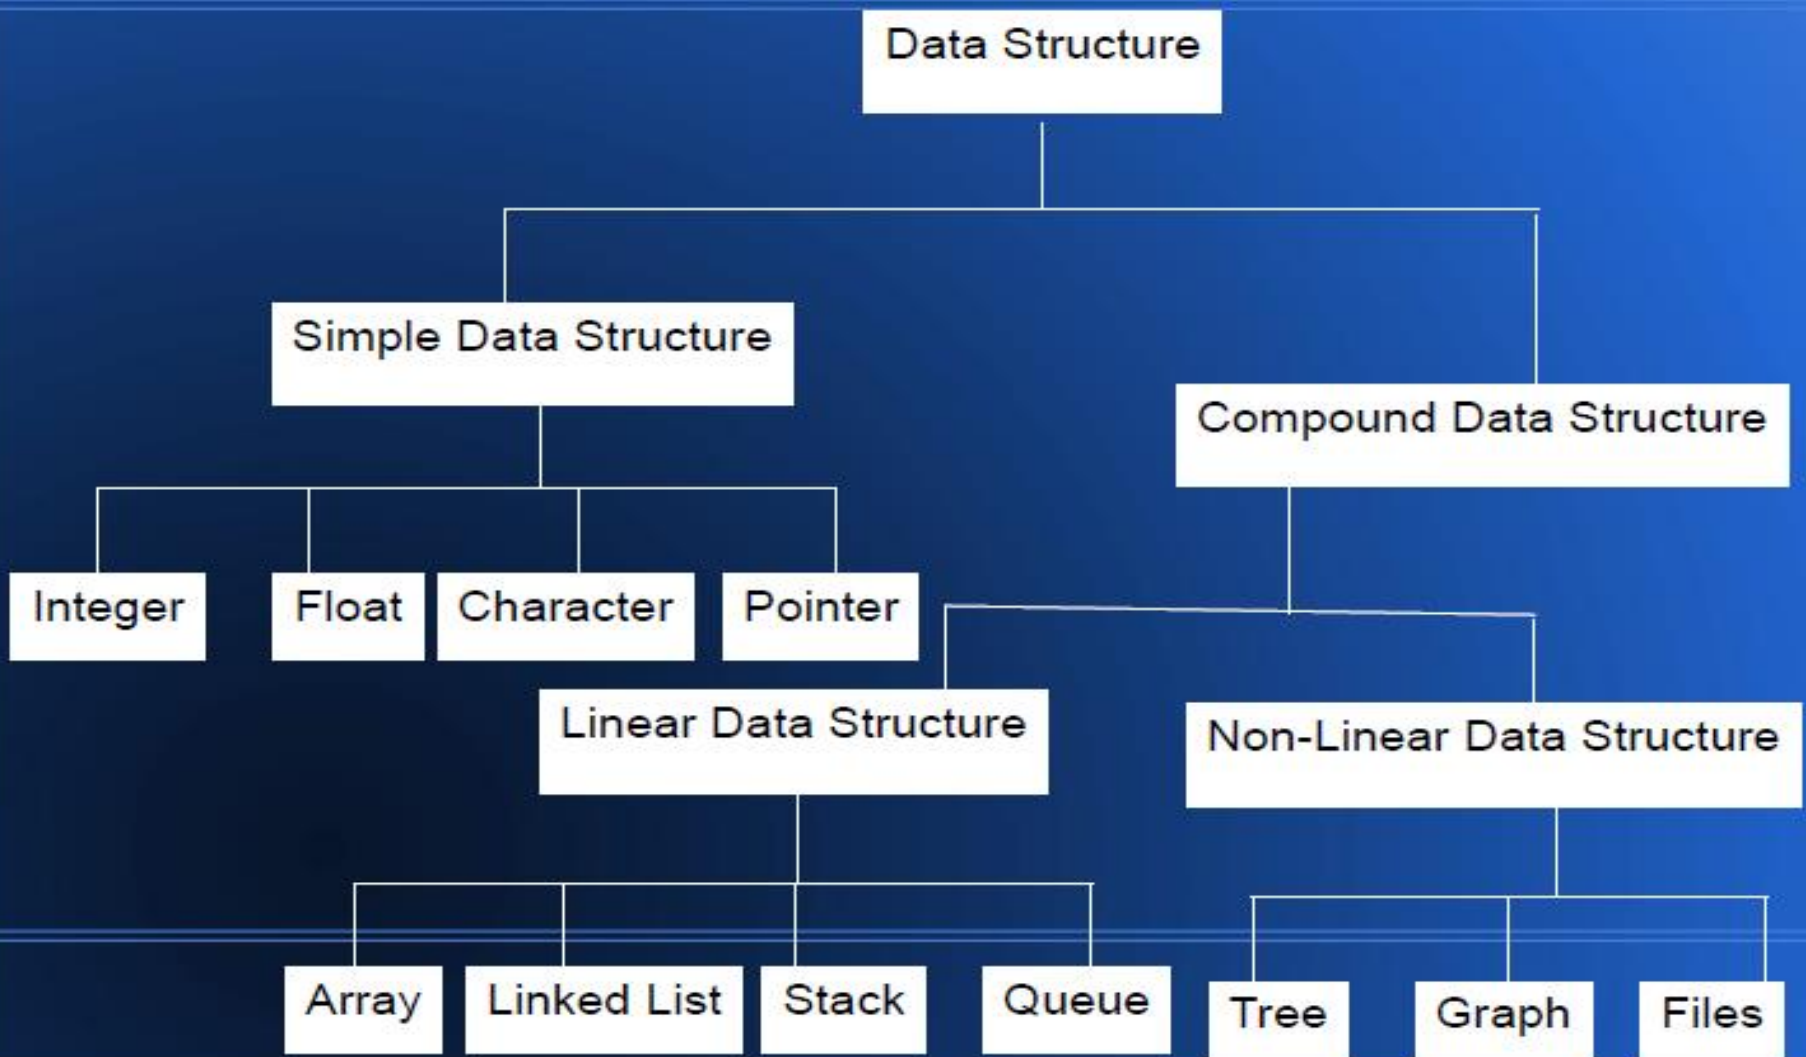 Data Structure
Simple Data Structure
Compound Data Structure
Integer
Float
Character
Pointer
Linear Data Structure
Non-Linear Data Structure
Array
Linked List
Stack
Queue
Tree
Graph
Files